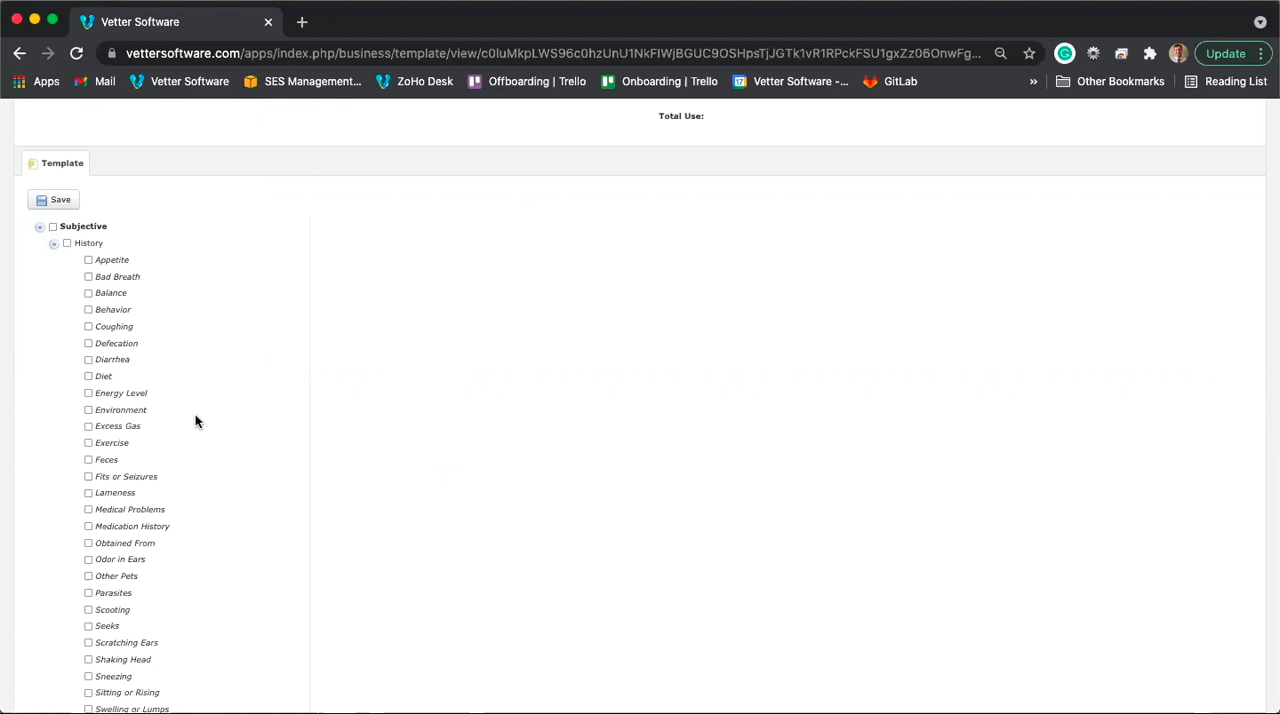 Vetter Software
vettersoftware.com/apps/index.php/business/template/view/c0luMkpLWS96c0hzUnU1NkFIWjBGUC9DSHpsTjJGTk1vR1RPckFSU1gxZz06OnwFg...
Update
Apps Mail Vetter Software SES Management... ZoHo Desk Offboarding | Trello Onboarding | Trello Vetter Software -... GitLab » Other Bookmarks Reading List
Total Use:
Template
Save
Subjective
History
Appetite
Bad Breath
Balance
Behavior
Coughing
Defecation
Diarrhea
Diet
Energy Level
Environment
Excess Gas
Exercise
Feces
Fits or Seizures
Lameness
Medical Problems
Medication History
Obtained From
Odor in Ears
Other Pets
Parasites
Scooting
Seeks
Scratching Ears
Shaking Head
Sneezing
Sitting or Rising
Swelling or Lumps